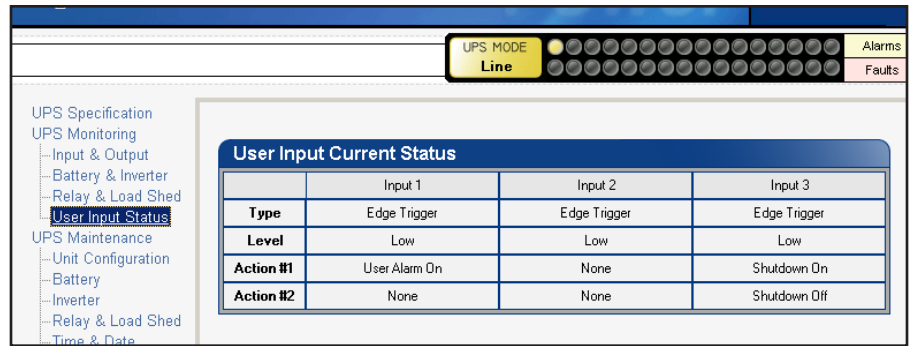 UPS MODE
Line
Alarms
Faults
UPS Specification
UPS Monitoring
Input & Output
Battery & Inverter
Relay & Load Shed
User Input Status
UPS Maintenance
Unit Configuration
Battery
Inverter
Relay & Load Shed
Time & Date
User Input Current Status
Input 1 Input 2 Input 3
Type Edge Trigger Edge Trigger Edge Trigger
Level Low Low Low
Action #1 User Alarm On None Shutdown On
Action #2 None None Shutdown Off